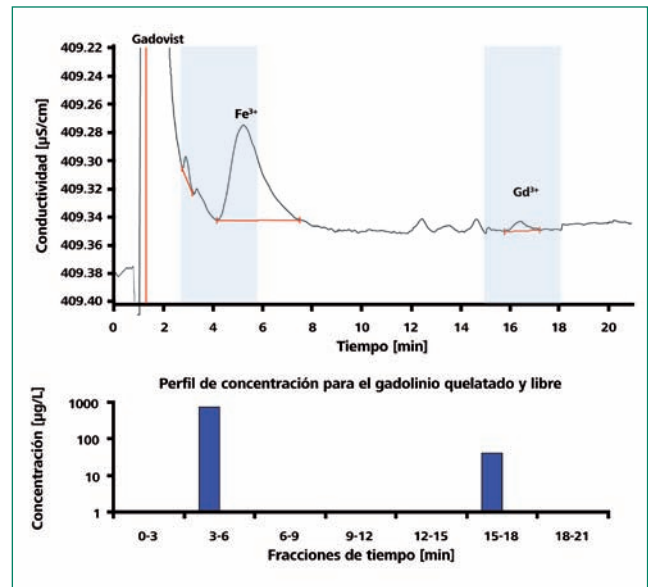 409.22
Gadovist
409.24
409.26
Fe³⁺
409.28
409.30
409.32
Gd³⁺
409.34
409.36
409.38
409.40
Conductividad [µS/cm]
0 2 4 6 8 10 12 14 16 18 20
Tiempo [min]
Perfil de concentración para el gadolinio quelatado y libre
1000
100
10
1
Concentración [µg/L]
0-3 3-6 6-9 9-12 12-15 15-18 18-21
Fracciones de tiempo [min]